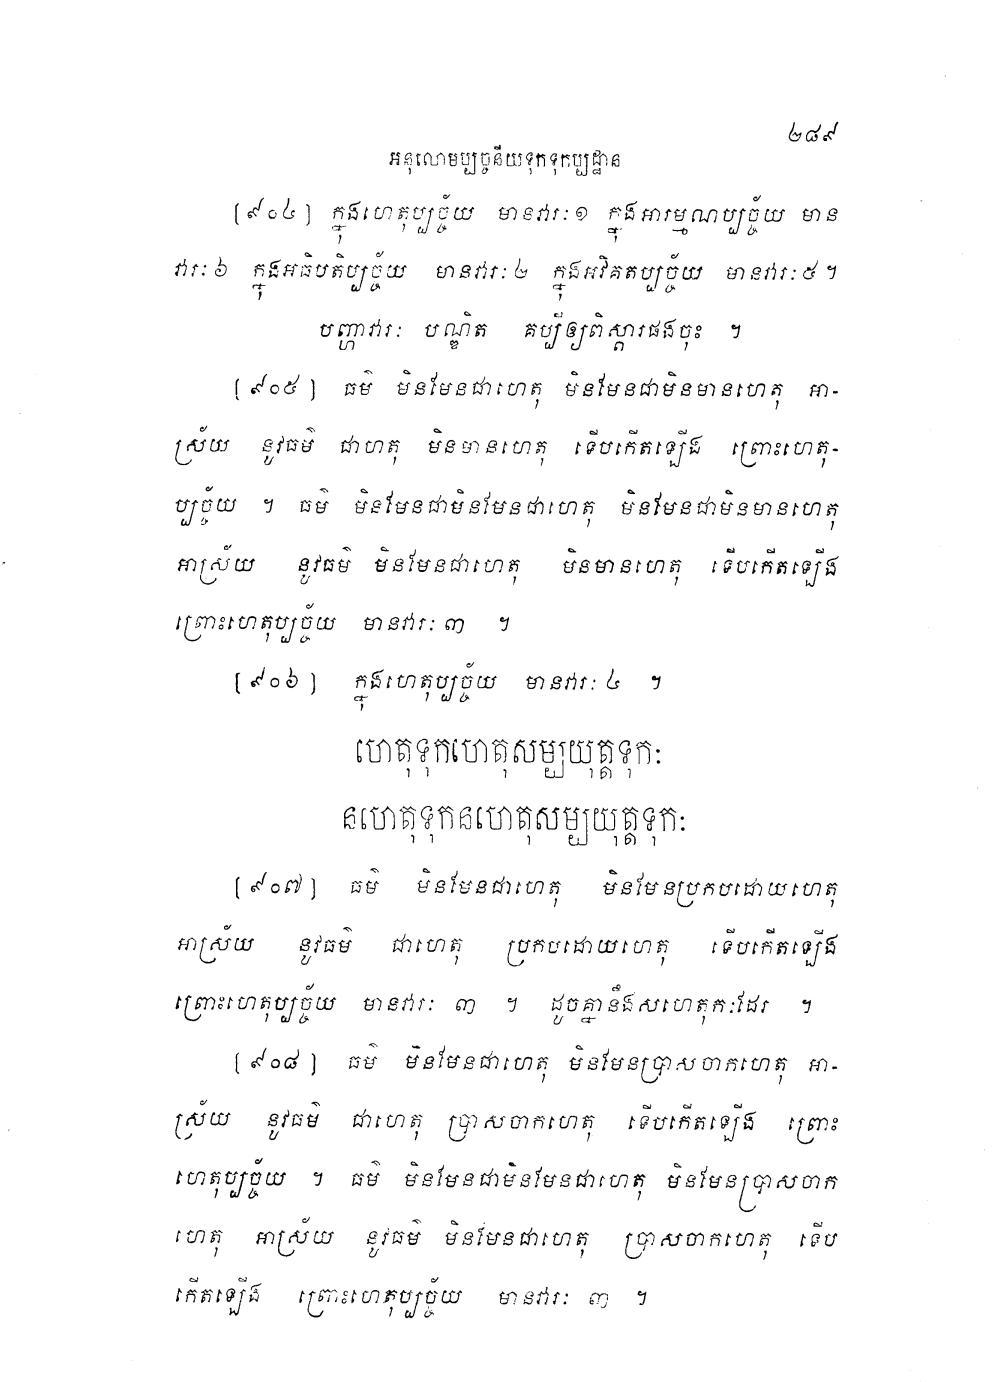 ២៨៩
អនុលោមប្បច្ចនីយទុកទុកប្បដ្ឋាន
[៩០៤] ក្នុងហេតុប្បច្ច័យ មានវារៈ១ ក្នុងអារម្មណប្បច្ច័យ មាន
វារៈ៦ ក្នុងអធិបតិប្បច្ច័យ មានវារៈ៤ ក្នុងអវិគតប្បច្ច័យ មានវារៈ៥ ។
បញ្ហាវារៈ បណ្ឌិត គប្បីឲ្យពិស្ដារផងចុះ ។
[៩០៥] ធម៌ មិនមែនជាហេតុ មិនមែនជាមិនមានហេតុ អា-
ស្រ័យ នូវធម៌ ជាហេតុ មិនមានហេតុ ទើបកើតឡើង ព្រោះហេតុ-
ប្បច្ច័យ ។ ធម៌ មិនមែនជាមិនមែនជាហេតុ មិនមែនជាមិនមានហេតុ
អាស្រ័យ នូវធម៌ មិនមែនជាហេតុ មិនមានហេតុ ទើបកើតឡើង
ព្រោះហេតុប្បច្ច័យ មានវារៈ ៣ ។
[៩០៦] ក្នុងហេតុប្បច្ច័យ មានវារៈ ៤ ។
ហេតុទុកហេតុសម្បយុត្តទុកៈ
នហេតុទុកនហេតុសម្បយុត្តទុកៈ
[៩០៧] ធម៌ មិនមែនជាហេតុ មិនមែនប្រកបដោយហេតុ
អាស្រ័យ នូវធម៌ ជាហេតុ ប្រកបដោយហេតុ ទើបកើតឡើង
ព្រោះហេតុប្បច្ច័យ មានវារៈ ៣ ។ ដូចគ្នានឹងសហេតុកៈដែរ ។
[៩០៨] ធម៌ មិនមែនជាហេតុ មិនមែនប្រាសចាកហេតុ អា-
ស្រ័យ នូវធម៌ ជាហេតុ ប្រាសចាកហេតុ ទើបកើតឡើង ព្រោះ
ហេតុប្បច្ច័យ ។ ធម៌ មិនមែនជាមិនមែនជាហេតុ មិនមែនប្រាសចាក
ហេតុ អាស្រ័យ នូវធម៌ មិនមែនជាហេតុ ប្រាសចាកហេតុ ទើប
កើតឡើង ព្រោះហេតុប្បច្ច័យ មានវារៈ ៣ ។